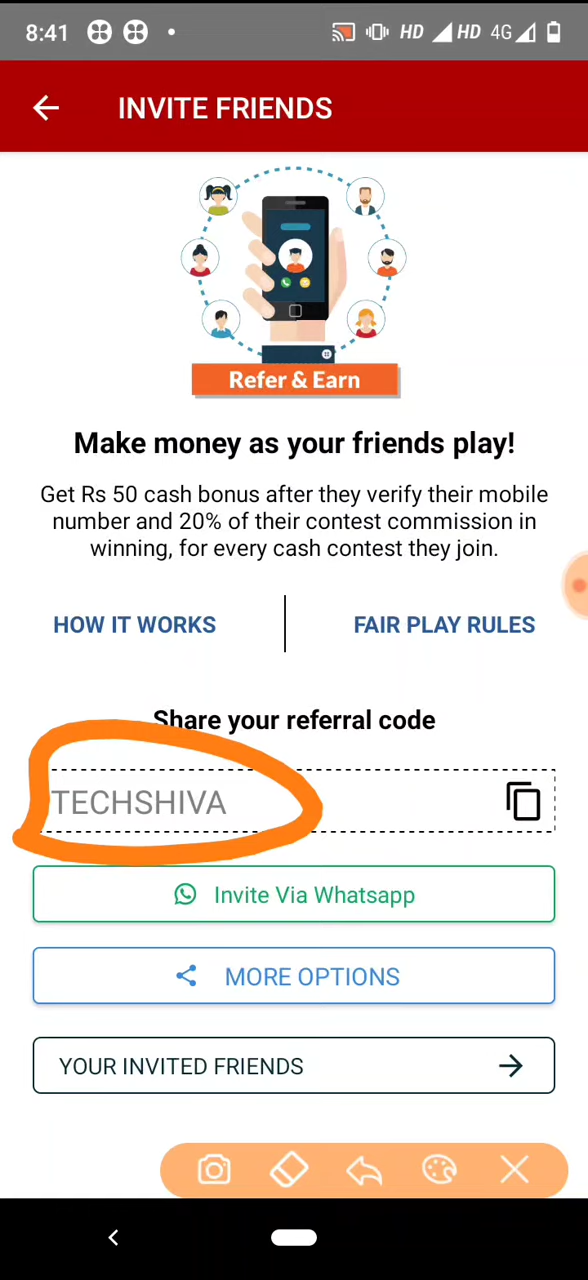 8:41 HD HD 4G
INVITE FRIENDS
Refer & Earn
Make money as your friends play!
Get Rs 50 cash bonus after they verify their mobile
number and 20% of their contest commission in
winning, for every cash contest they join.
HOW IT WORKS
FAIR PLAY RULES
Share your referral code
TECHSHIVA
Invite Via Whatsapp
MORE OPTIONS
YOUR INVITED FRIENDS